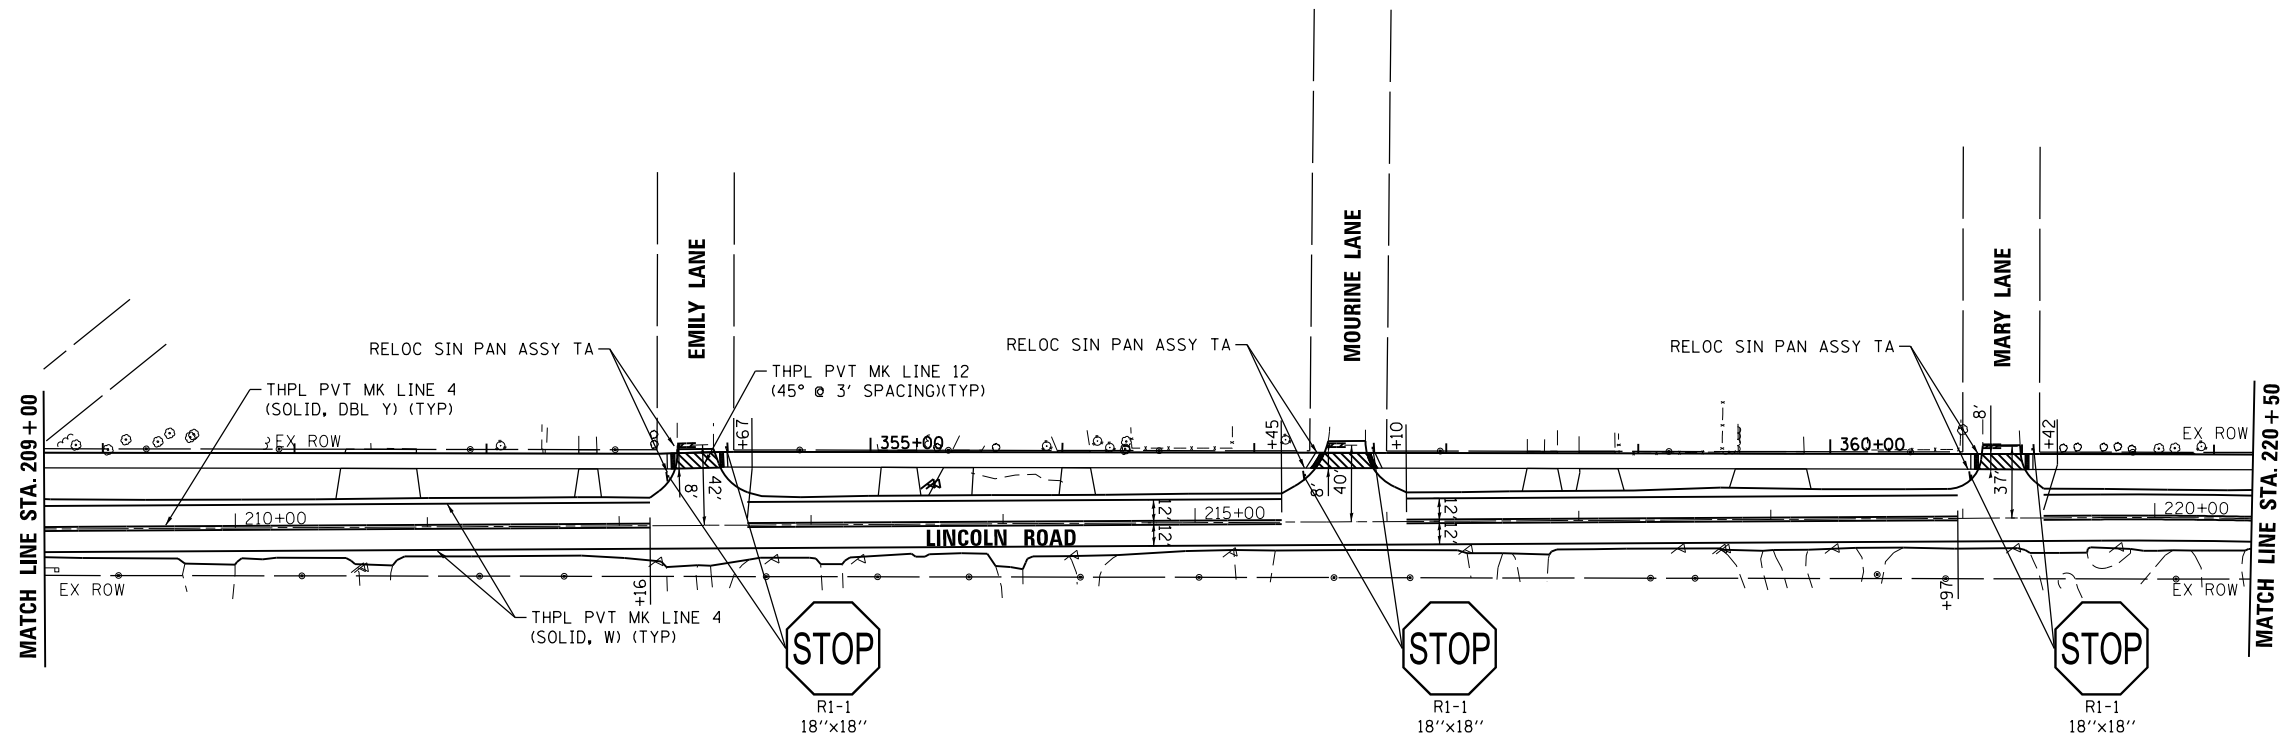 EMILY LANE
MOURINE LANE
MARY LANE
RELOC SIN PAN ASSY TA
RELOC SIN PAN ASSY TA
RELOC SIN PAN ASSY TA
THPL PVT MK LINE 4
(SOLID, DBL Y) (TYP)
THPL PVT MK LINE 12
(45° @ 3' SPACING)(TYP)
MATCH LINE STA. 209+00
MATCH LINE STA. 220+50
EX ROW
+67
355+00
+45
+10
360+00
8'
+42
EX ROW
8'
42'
8'
40'
37'
210+00
12'
12'
215+00
12'
12'
220+00
LINCOLN ROAD
EX ROW
+16
+97
EX ROW
THPL PVT MK LINE 4
(SOLID, W) (TYP)
STOP
R1-1
18"x18"
STOP
R1-1
18"x18"
STOP
R1-1
18"x18"